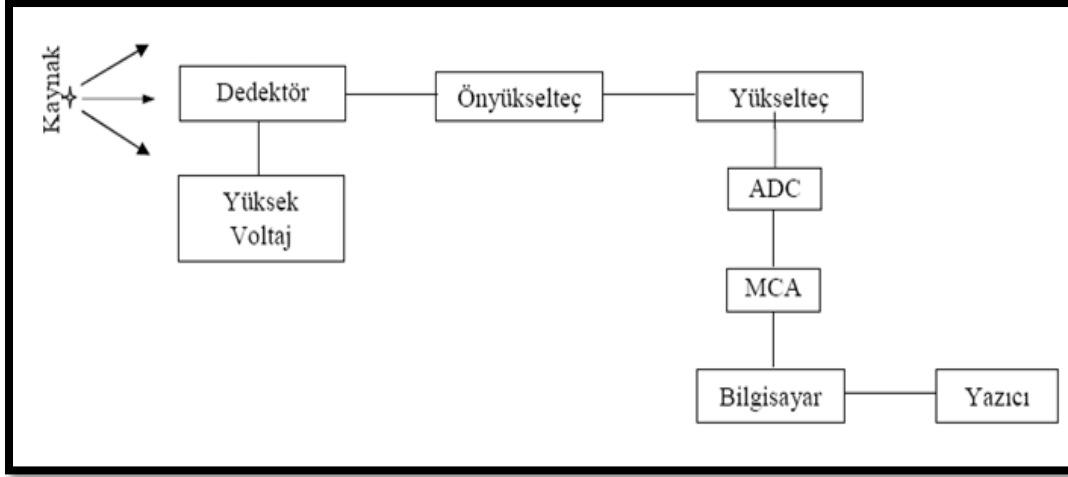 Kaynak
Dedektör
Önyükselteç
Yükselteç
Yüksek
Voltaj
ADC
MCA
Bilgisayar
Yazıcı